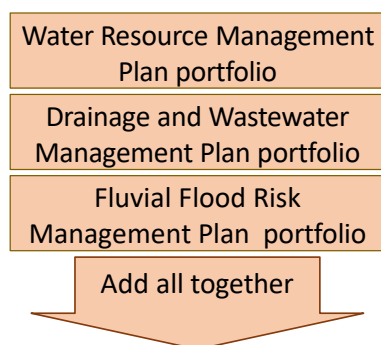 Water Resource Management
Plan portfolio
Drainage and Wastewater
Management Plan portfolio
Fluvial Flood Risk
Management Plan  portfolio
Add all together